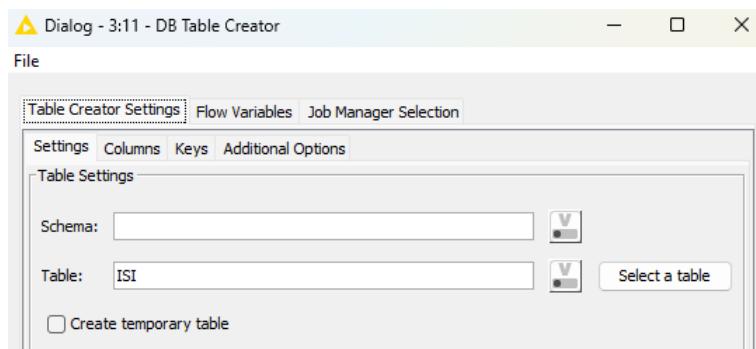 Dialog - 3:11 - DB Table Creator
File
Table Creator Settings Flow Variables Job Manager Selection
Settings Columns Keys Additional Options
Table Settings
Schema: V
Table: ISI V Select a table
Create temporary table